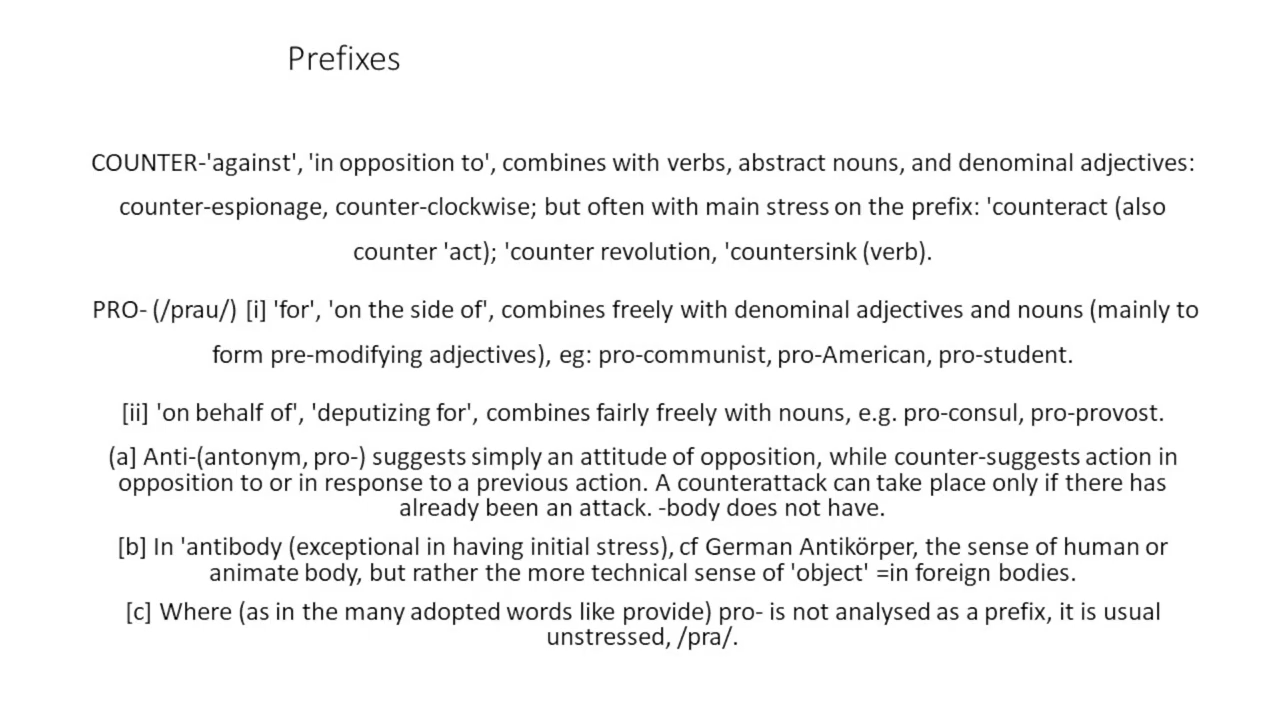 Prefixes
COUNTER-'against', 'in opposition to', combines with verbs, abstract nouns, and denominal adjectives:
counter-espionage, counter-clockwise; but often with main stress on the prefix: 'counteract (also
counter 'act); 'counter revolution, 'countersink (verb).
PRO- (/prau/) [i] 'for', 'on the side of', combines freely with denominal adjectives and nouns (mainly to
form pre-modifying adjectives), eg: pro-communist, pro-American, pro-student.
[ii] 'on behalf of', 'deputizing for', combines fairly freely with nouns, e.g. pro-consul, pro-provost.
(a] Anti-(antonym, pro-) suggests simply an attitude of opposition, while counter-suggests action in
opposition to or in response to a previous action. A counterattack can take place only if there has
already been an attack. -body does not have.
[b] In 'antibody (exceptional in having initial stress), cf German Antikörper, the sense of human or
animate body, but rather the more technical sense of 'object' =in foreign bodies.
[c] Where (as in the many adopted words like provide) pro- is not analysed as a prefix, it is usual
unstressed, /pra/.